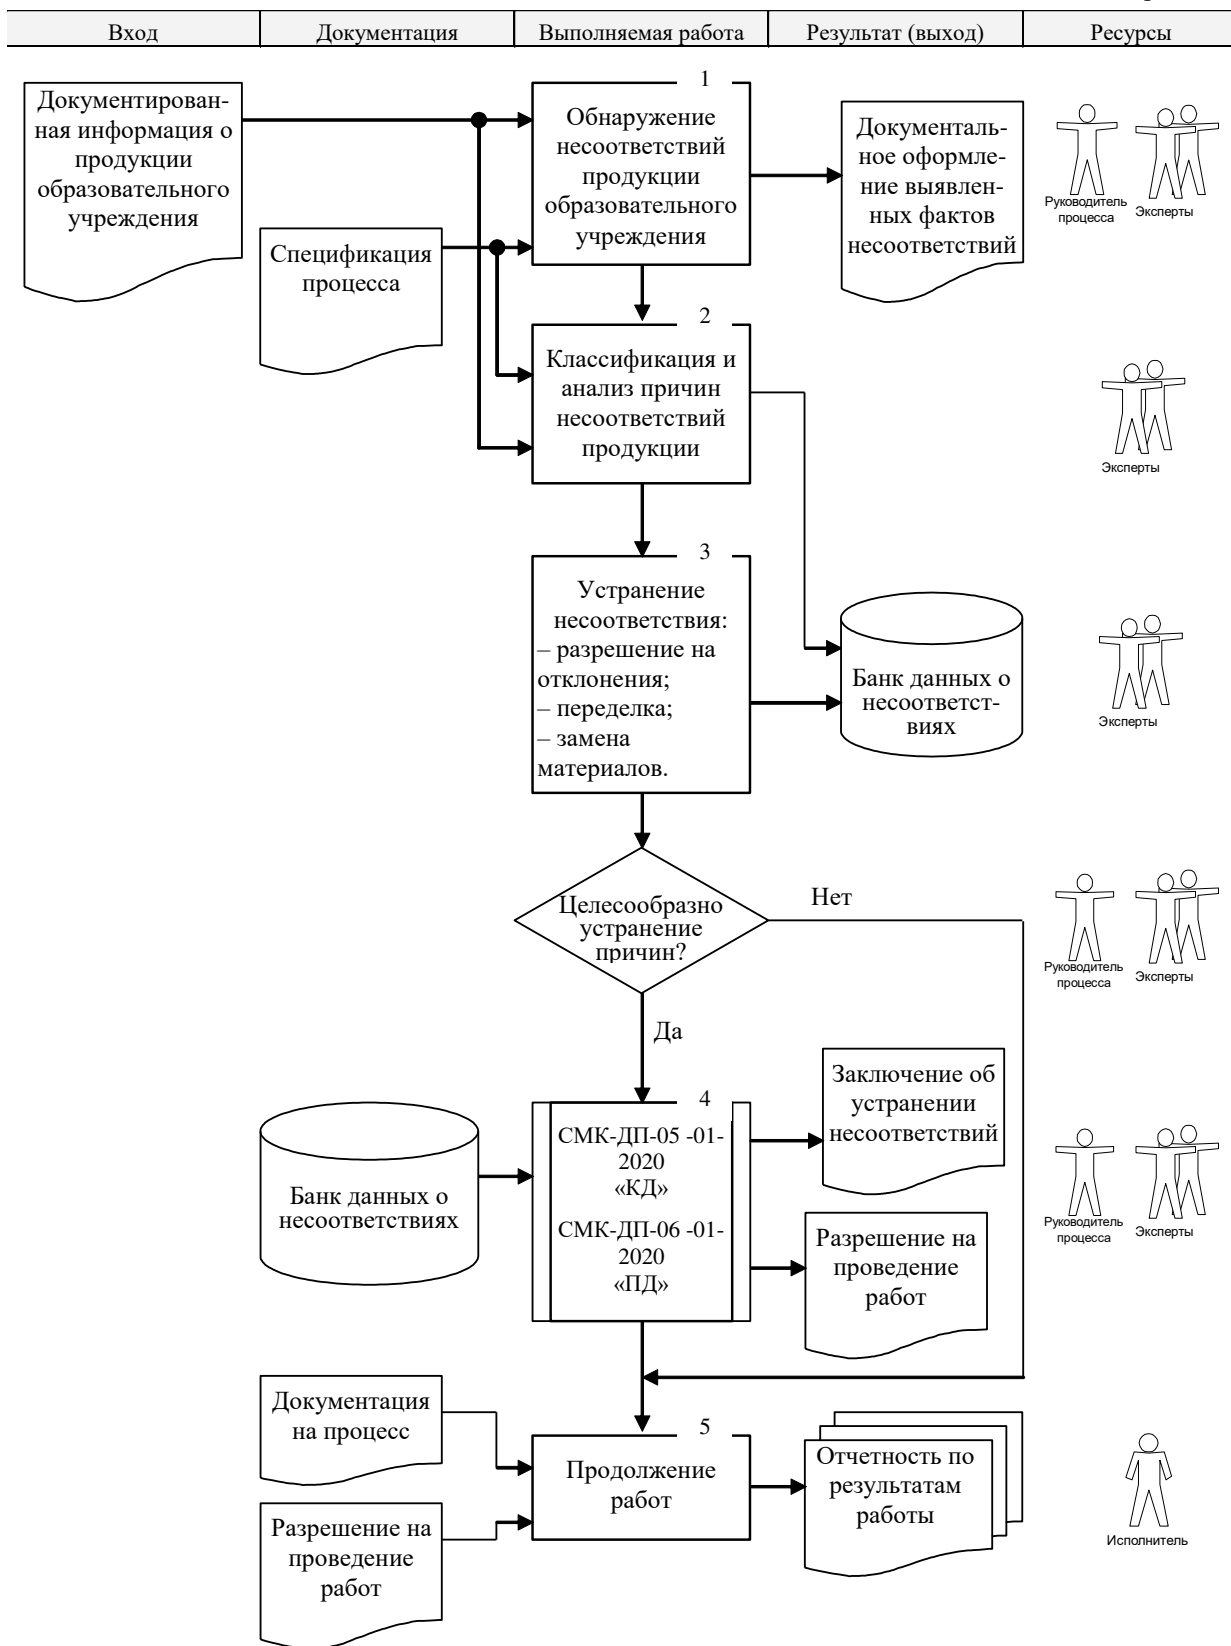 Вход
Документация
Выполняемая работа
Результат (выход)
Ресурсы
Документирован-
ная информация о
продукции
образовательного
учреждения
1
Обнаружение
несоответствий
продукции
образовательного
учреждения
Документаль-
ное оформле-
ние выявлен-
ных фактов
несоответствий
Руководитель
процесса
Эксперты
Спецификация
процесса
2
Классификация и
анализ причин
несоответствий
продукции
Эксперты
3
Устранение
несоответствия:
– разрешение на
отклонения;
– переделка;
– замена
материалов.
Банк данных о
несоответст-
виях
Эксперты
Целесообразно
устранение
причин?
Нет
Да
Руководитель
процесса
Эксперты
Банк данных о
несоответствиях
4
СМК-ДП-05 -01-
2020
«КД»
СМК-ДП-06 -01-
2020
«ПД»
Заключение об
устранении
несоответствий
Разрешение на
проведение
работ
Руководитель
процесса
Эксперты
Документация
на процесс
Разрешение на
проведение
работ
5
Продолжение
работ
Отчетность по
результатам
работы
Исполнитель